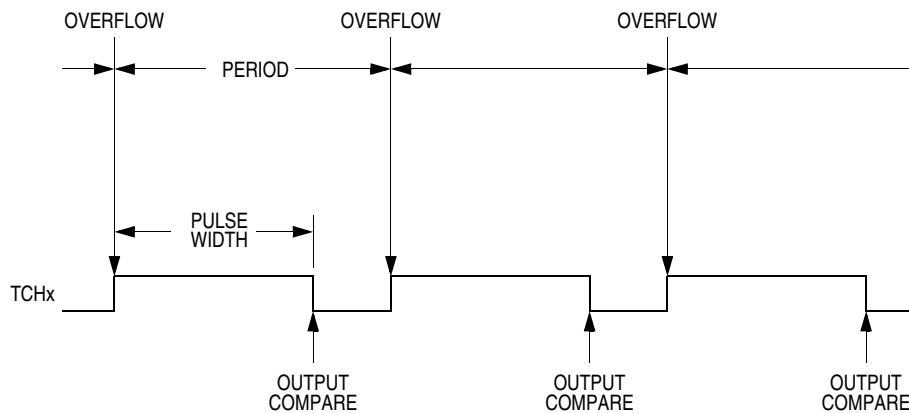 OVERFLOW
OVERFLOW
OVERFLOW
PERIOD
PULSE
WIDTH
TCHx
OUTPUT
COMPARE
OUTPUT
COMPARE
OUTPUT
COMPARE